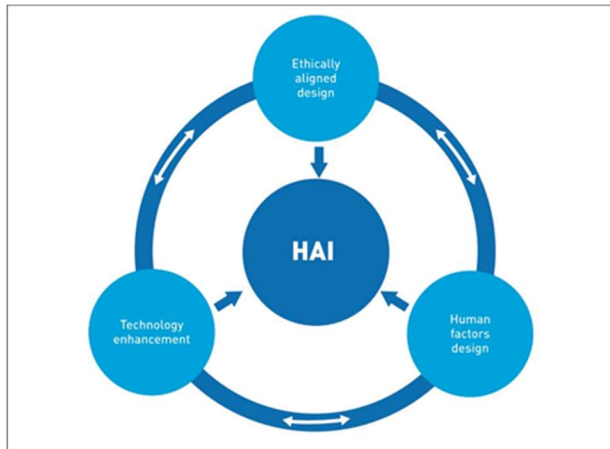 Ethically
aligned
design
HAI
Technology
enhancement
Human
factors
design